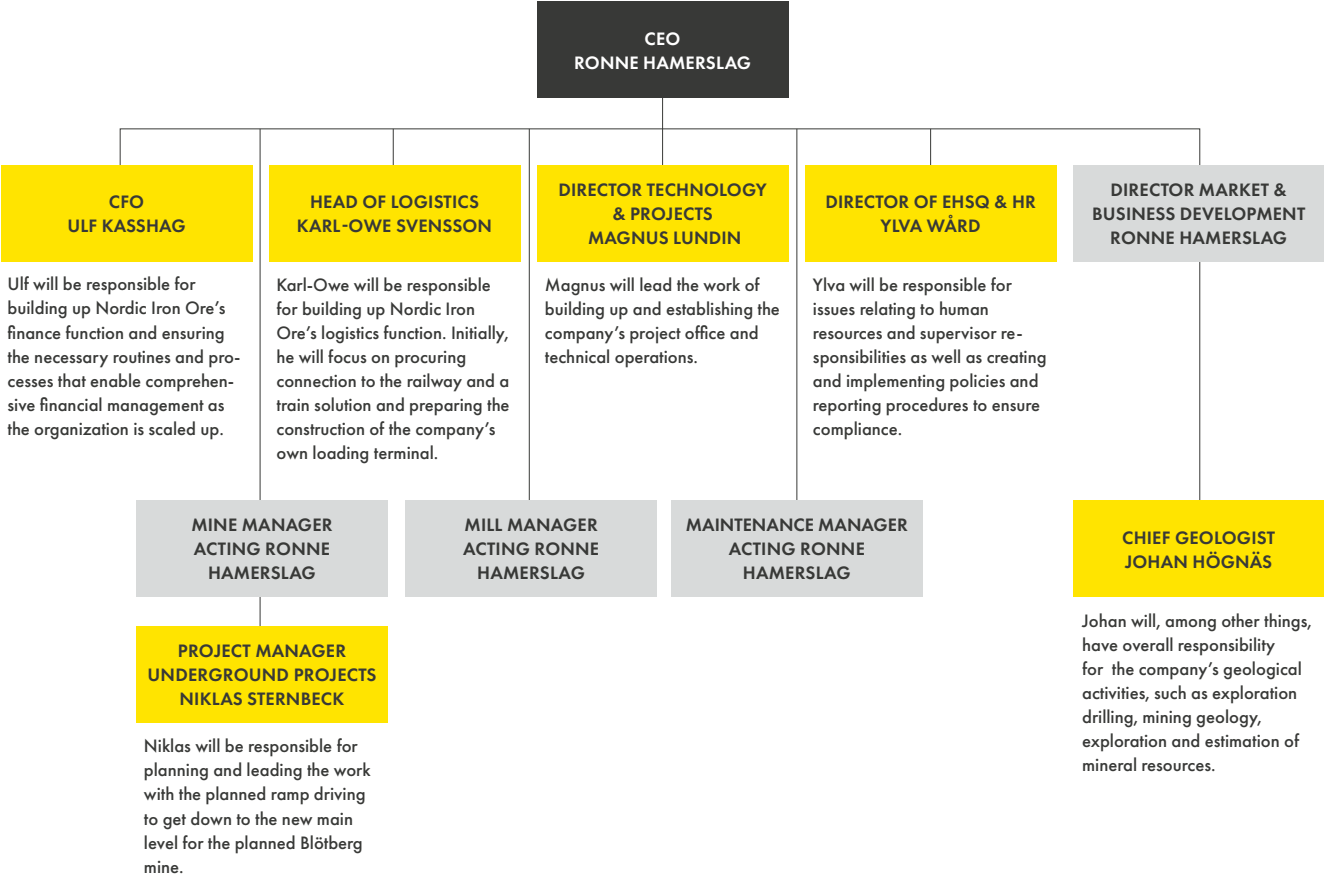 CEO
RONNE HAMERSLAG
CFO
ULF KASSHAG
Ulf will be responsible for
building up Nordic Iron Ore’s
finance function and ensuring
the necessary routines and pro-
cesses that enable comprehen-
sive financial management as
the organization is scaled up.
HEAD OF LOGISTICS
KARL-OWE SVENSSON
Karl-Owe will be responsible
for building up Nordic Iron
Ore’s logistics function. Initially,
he will focus on procuring
connection to the railway and a
train solution and preparing the
construction of the company’s
own loading terminal.
DIRECTOR TECHNOLOGY
& PROJECTS
MAGNUS LUNDIN
Magnus will lead the work of
building up and establishing the
company’s project office and
technical operations.
DIRECTOR OF EHSQ & HR
YLVA WÅRD
Ylva will be responsible for
issues relating to human
resources and supervisor re-
sponsibilities as well as creating
and implementing policies and
reporting procedures to ensure
compliance.
DIRECTOR MARKET &
BUSINESS DEVELOPMENT
RONNE HAMERSLAG
MINE MANAGER
ACTING RONNE
HAMERSLAG
MILL MANAGER
ACTING RONNE
HAMERSLAG
MAINTENANCE MANAGER
ACTING RONNE
HAMERSLAG
CHIEF GEOLOGIST
JOHAN HÖGNÄS
Johan will, among other things,
have overall responsibility
for the company’s geological
activities, such as exploration
drilling, mining geology,
exploration and estimation of
mineral resources.
PROJECT MANAGER
UNDERGROUND PROJECTS
NIKLAS STERNBECK
Niklas will be responsible for
planning and leading the work
with the planned ramp driving
to get down to the new main
level for the planned Blötberg
mine.